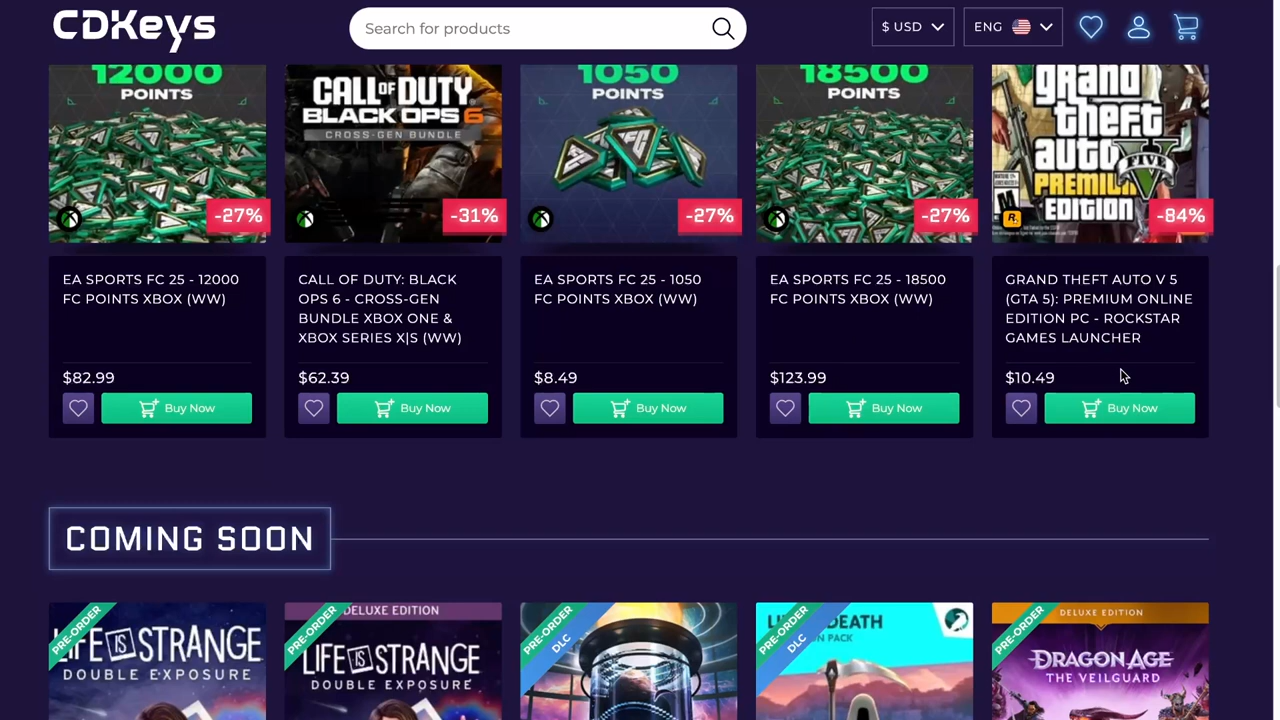 CDKeys
Search for products
$ USD
ENG
12000
POINTS
-27%
CALL OF DUTY
BLACK OPS 6
CROSS-GEN BUNDLE
-31%
1050
POINTS
-27%
18500
POINTS
-27%
grand
theft
auto
V
FIVE
PREMIUM
EDITION
-84%
EA SPORTS FC 25 - 12000
FC POINTS XBOX (WW)
$82.99
Buy Now
CALL OF DUTY: BLACK
OPS 6 - CROSS-GEN
BUNDLE XBOX ONE &
XBOX SERIES X|S (WW)
$62.39
Buy Now
EA SPORTS FC 25 - 1050
FC POINTS XBOX (WW)
$8.49
Buy Now
EA SPORTS FC 25 - 18500
FC POINTS XBOX (WW)
$123.99
Buy Now
GRAND THEFT AUTO V 5
(GTA 5): PREMIUM ONLINE
EDITION PC - ROCKSTAR
GAMES LAUNCHER
$10.49
Buy Now
COMING SOON
PRE-ORDER
LIFE IS STRANGE
DOUBLE EXPOSURE
PRE-ORDER
DELUXE EDITION
LIFE IS STRANGE
DOUBLE EXPOSURE
PRE-ORDER
DLC
PRE-ORDER
DLC
DEATH
PACK
PRE-ORDER
DELUXE EDITION
DRAGON AGE
THE VEILGUARD